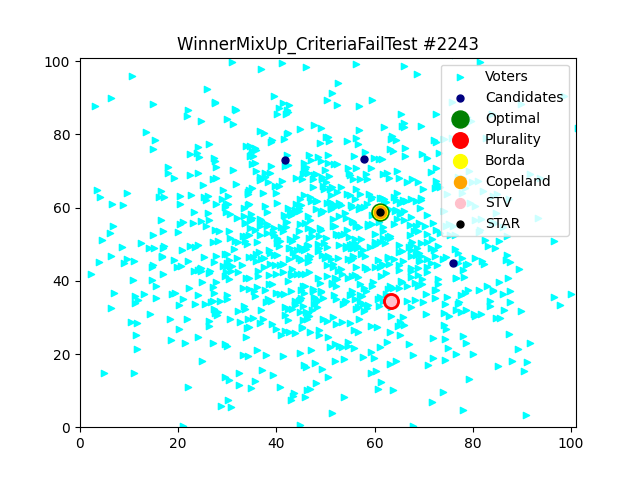 WinnerMixUp_CriteriaFailTest #2243
100
80
60
40
20
0
0 20 40 60 80 100
Voters
Candidates
Optimal
Plurality
Borda
Copeland
STV
STAR